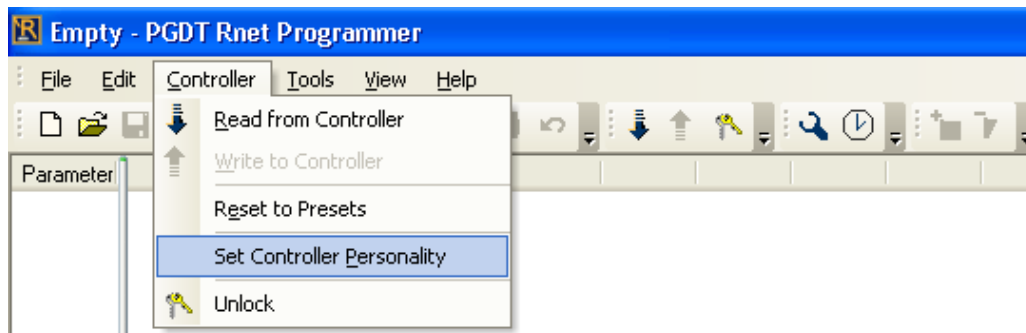 Empty - PGDT Rnet Programmer
File Edit Controller Tools View Help
Read from Controller
Write to Controller
Parameter
Reset to Presets
Set Controller Personality
Unlock